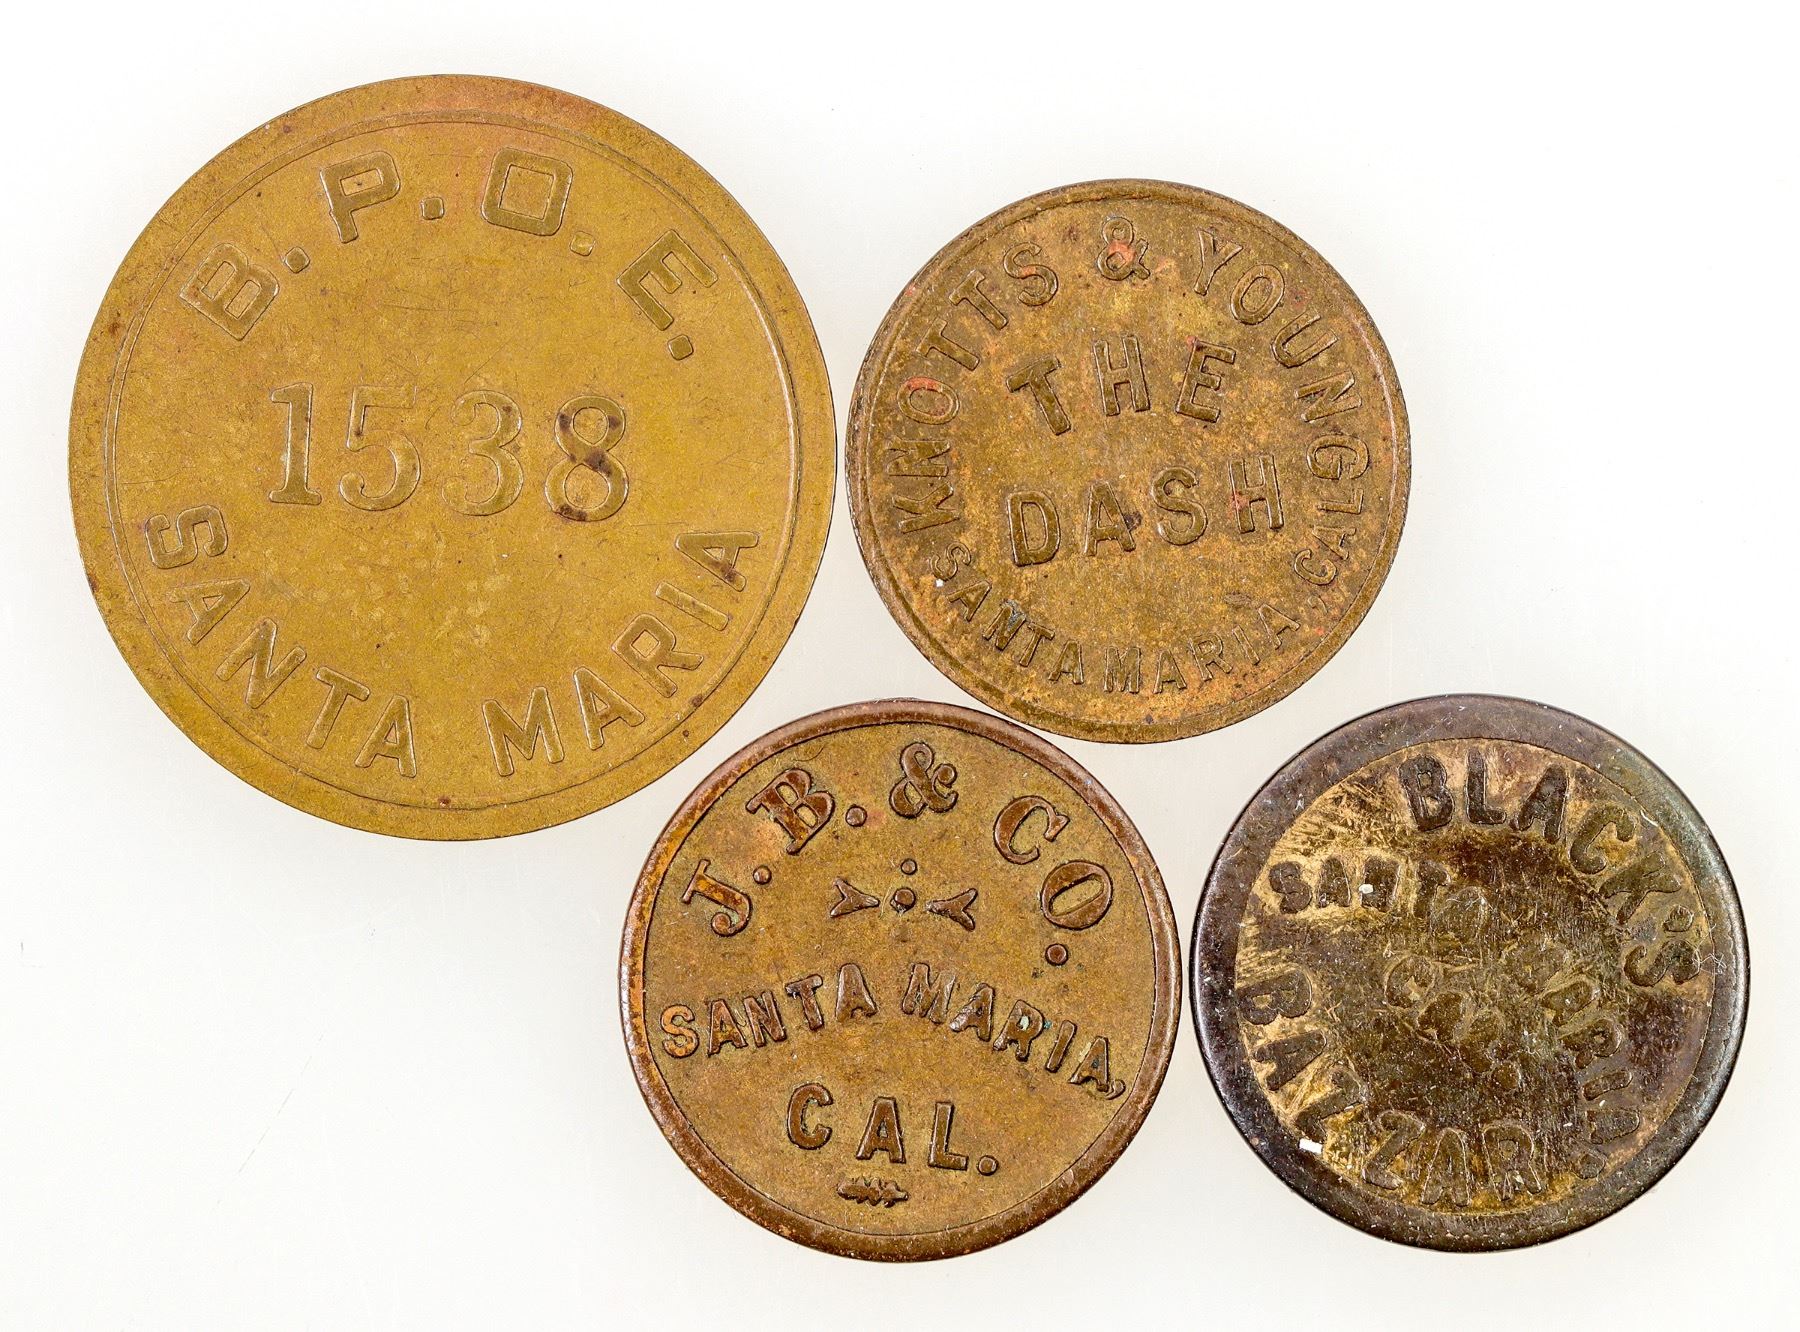 B.P.O.E.
1538
SANTA MARIA
KNOTTS & YOUNG
THE
DASH
SANTA MARIA, CAL.
J.B. & CO.
SANTA MARIA,
CAL.
BLACK'S
BAZZAR